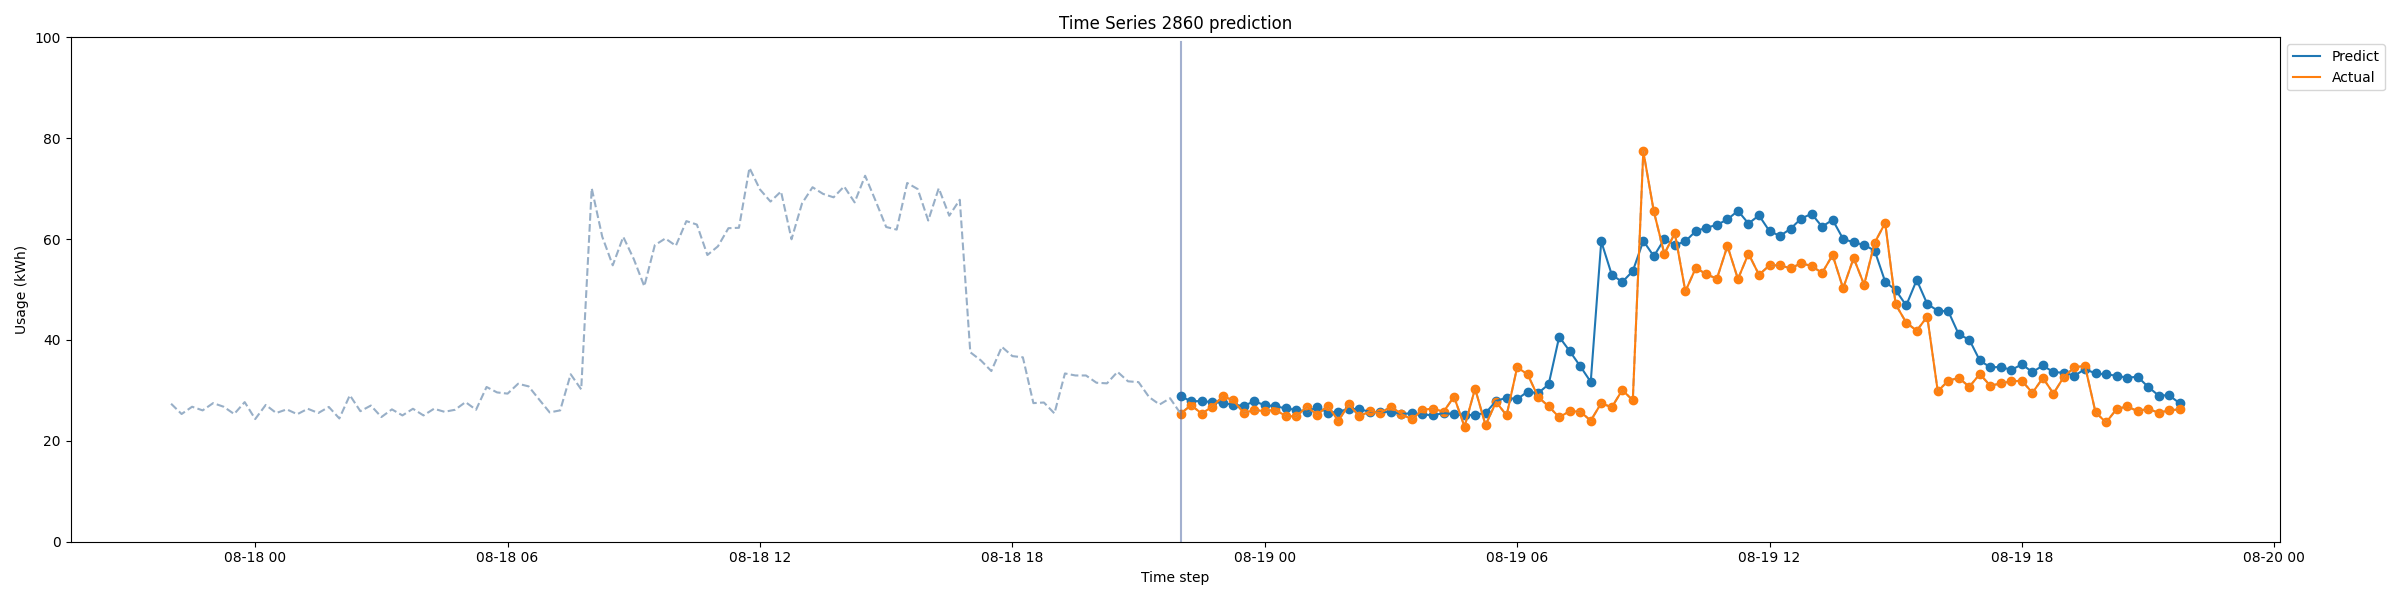 Time Series 2860 prediction
Predict
Actual
100
80
60
40
20
0
Usage (kWh)
08-18 00 08-18 06 08-18 12 08-18 18 08-19 00 08-19 06 08-19 12 08-19 18 08-20 00
Time step